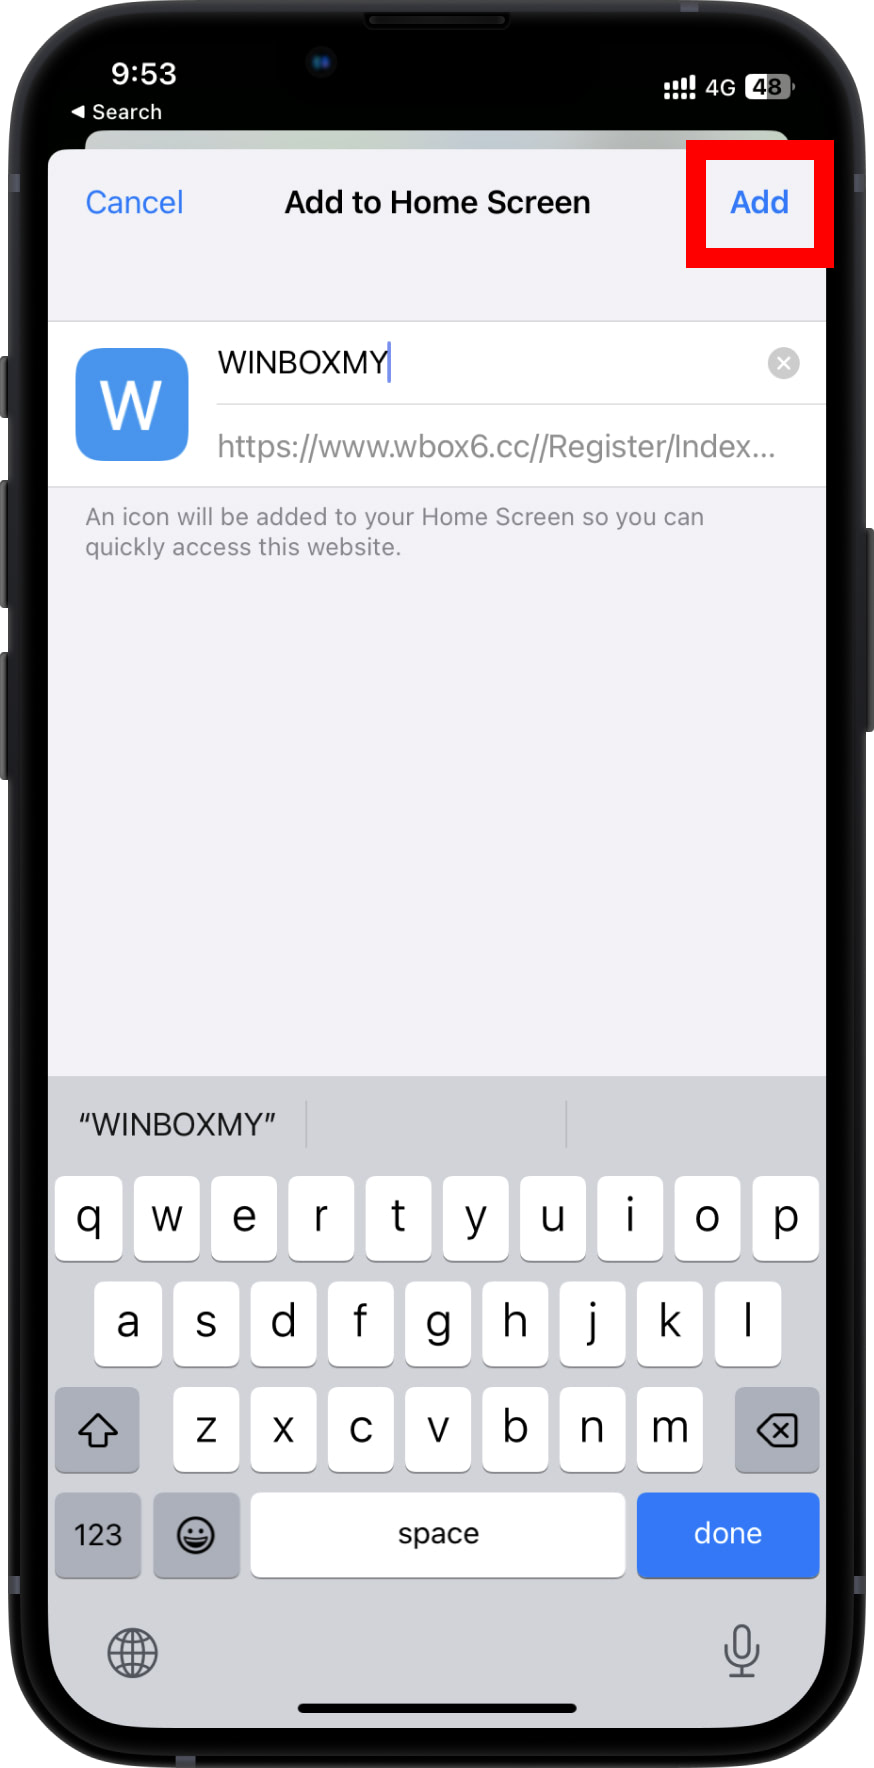 9:53
4G 48
◀ Search
Cancel Add to Home Screen Add
WINBOXMY
W
https://www.wbox6.cc//Register/Index...
An icon will be added to your Home Screen so you can
quickly access this website.
“WINBOXMY”
q w e r t y u i o p
a s d f g h j k l
z x c v b n m
123 space done